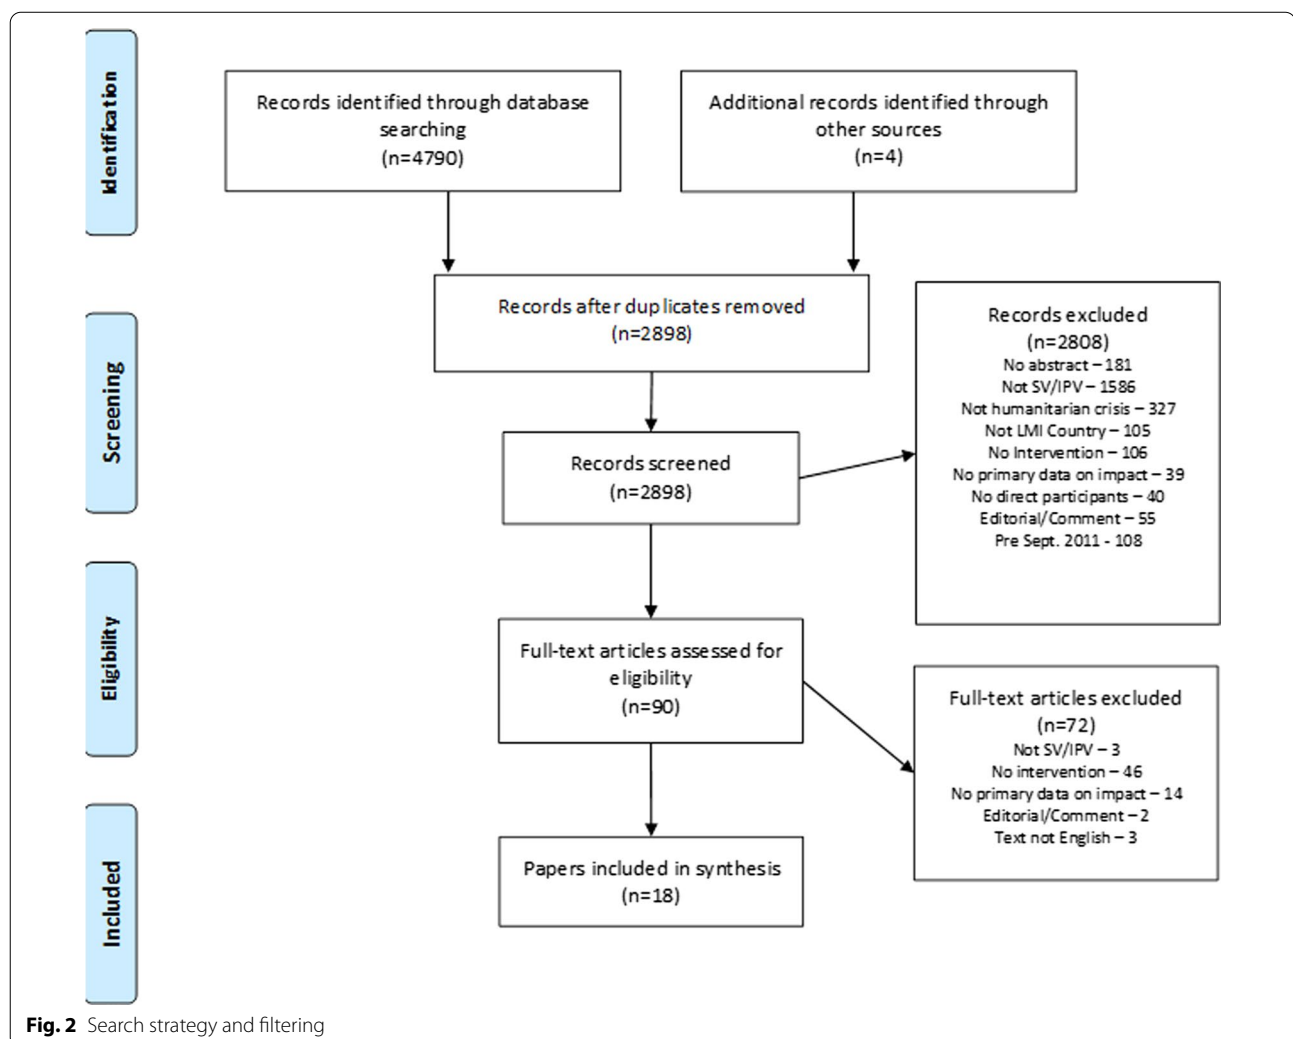 Identification
Records identified through database
searching
(n=4790)
Additional records identified through
other sources
(n=4)
Screening
Records after duplicates removed
(n=2898)
Records screened
(n=2898)
Records excluded
(n=2808)
No abstract – 181
Not SV/IPV – 1586
Not humanitarian crisis – 327
Not LMI Country – 105
No Intervention – 106
No primary data on impact – 39
No direct participants – 40
Editorial/Comment – 55
Pre Sept. 2011 - 108
Eligibility
Full-text articles assessed for
eligibility
(n=90)
Full-text articles excluded
(n=72)
Not SV/IPV – 3
No intervention – 46
No primary data on impact – 14
Editorial/Comment – 2
Text not English – 3
Included
Papers included in synthesis
(n=18)
Fig. 2 Search strategy and filtering